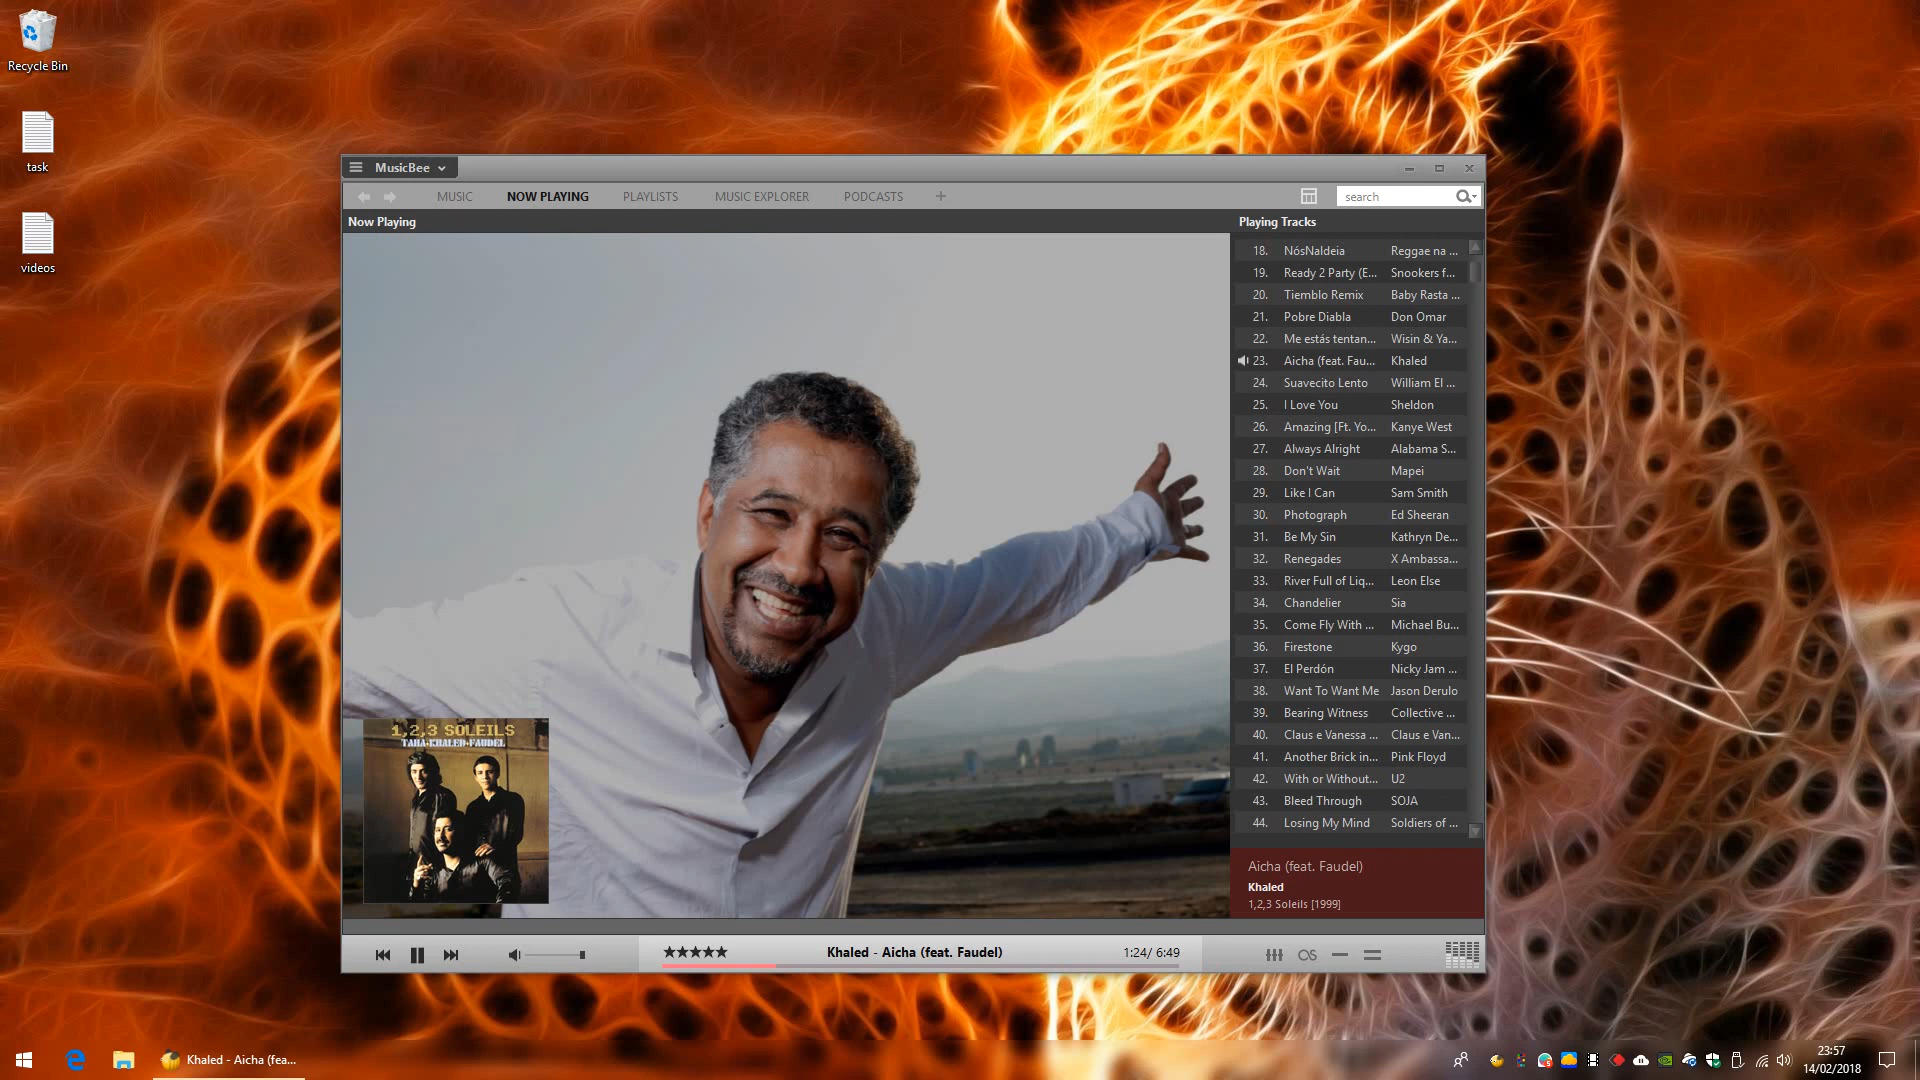 Recycle Bin
task
videos
MusicBee
MUSIC
NOW PLAYING
PLAYLISTS
MUSIC EXPLORER
PODCASTS
search
Now Playing
Playing Tracks
18. NósNaldeia Reggae na ...
19. Ready 2 Party (E... Snookers f...
20. Tiemblo Remix Baby Rasta ...
21. Pobre Diabla Don Omar
22. Me estás tentan... Wisin & Ya...
23. Aicha (feat. Fau... Khaled
24. Suavecito Lento William El ...
25. I Love You Sheldon
26. Amazing [Ft. Yo... Kanye West
27. Always Alright Alabama S...
28. Don't Wait Mapei
29. Like I Can Sam Smith
30. Photograph Ed Sheeran
31. Be My Sin Kathryn De...
32. Renegades X Ambassa...
33. River Full of Liq... Leon Else
34. Chandelier Sia
35. Come Fly With ... Michael Bu...
36. Firestone Kygo
37. El Perdón Nicky Jam ...
38. Want To Want Me Jason Derulo
39. Bearing Witness Collective ...
40. Claus e Vanessa ... Claus e Van...
41. Another Brick in... Pink Floyd
42. With or Without... U2
43. Bleed Through SOJA
44. Losing My Mind Soldiers of ...
1,2,3 SOLEILS
TAHA·KHALED·FAUDEL
Aicha (feat. Faudel)
Khaled
1,2,3 Soleils [1999]
Khaled - Aicha (feat. Faudel)
1:24/ 6:49
Khaled - Aicha (fea...
23:57
14/02/2018